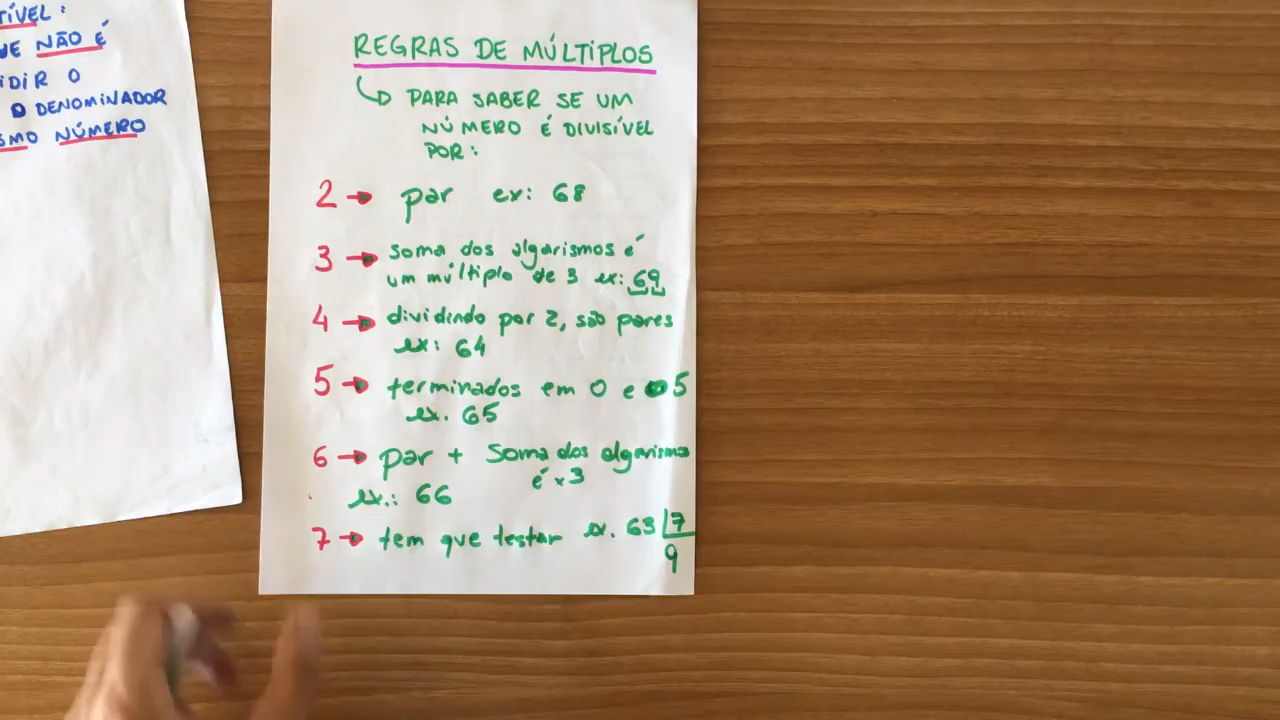 TÍVEL:
UE NÃO É
IDIR O
O DENOMINADOR
SMO NÚMERO
REGRAS DE MÚLTIPLOS
PARA SABER SE UM
NÚMERO É DIVISÍVEL
POR:
2 → par ex: 68
3 → soma dos algarismos é
um múltiplo de 3 ex: 69
4 → dividindo por 2, são pares
ex: 64
5 → terminados em 0 e 5
ex. 65
6 → par + soma dos algarismo
é x 3
ex.: 66
7 → tem que testar ex. 63 7
9